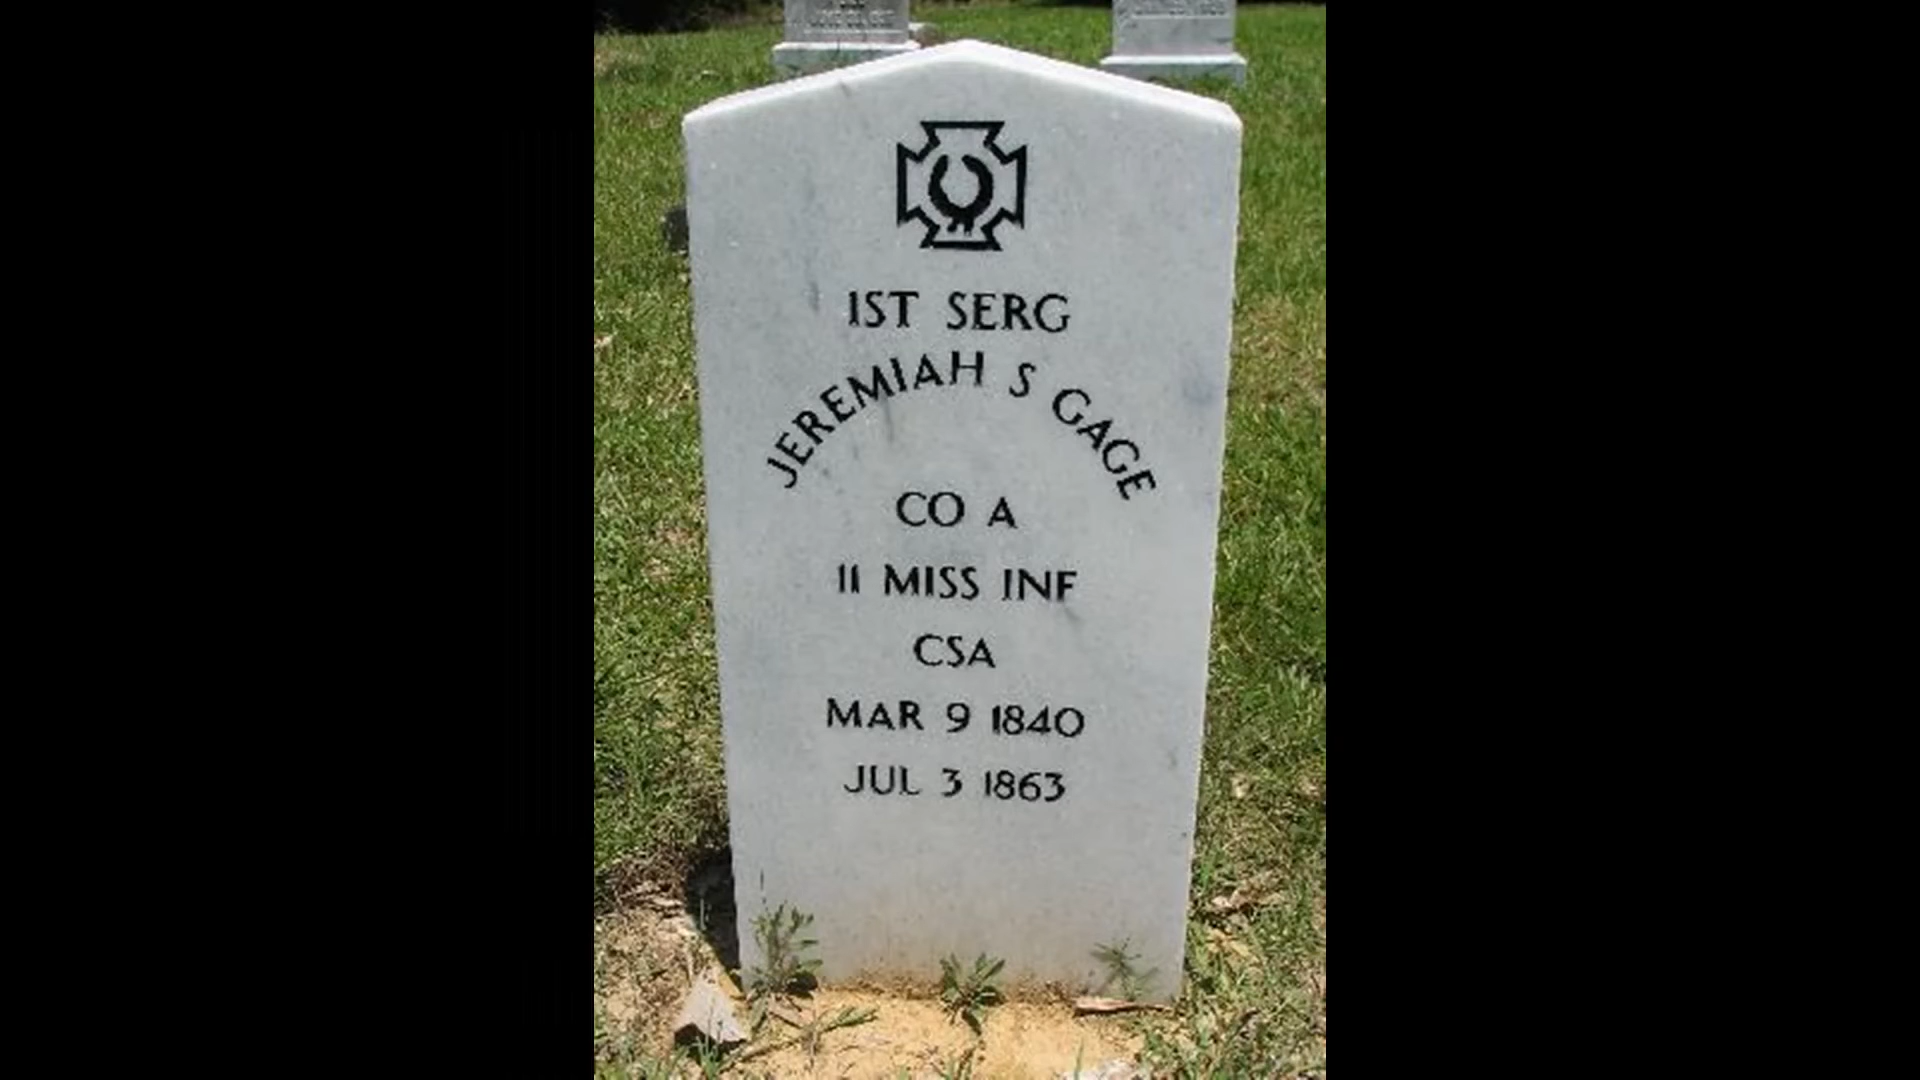 1ST SERG
JEREMIAH S GAGE
CO A
11 MISS INF
CSA
MAR 9 1840
JUL 3 1863